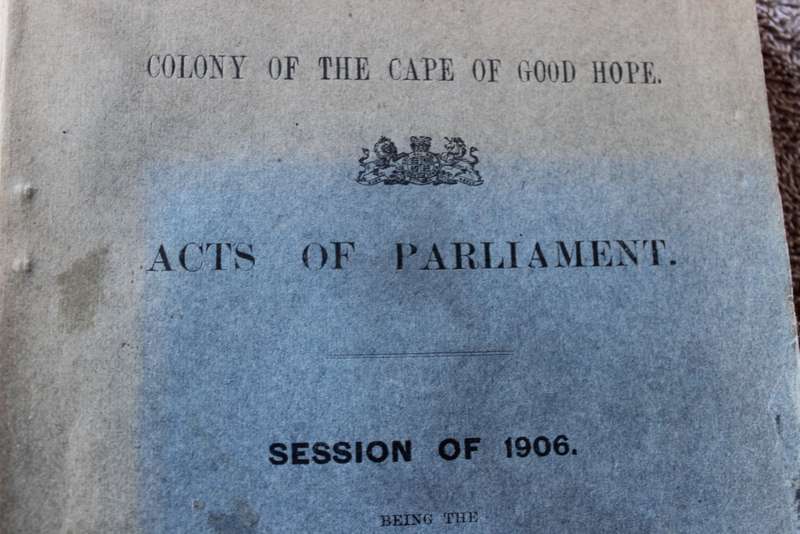 COLONY OF THE CAPE OF GOOD HOPE.
ACTS OF PARLIAMENT.
SESSION OF 1906.
BEING THE